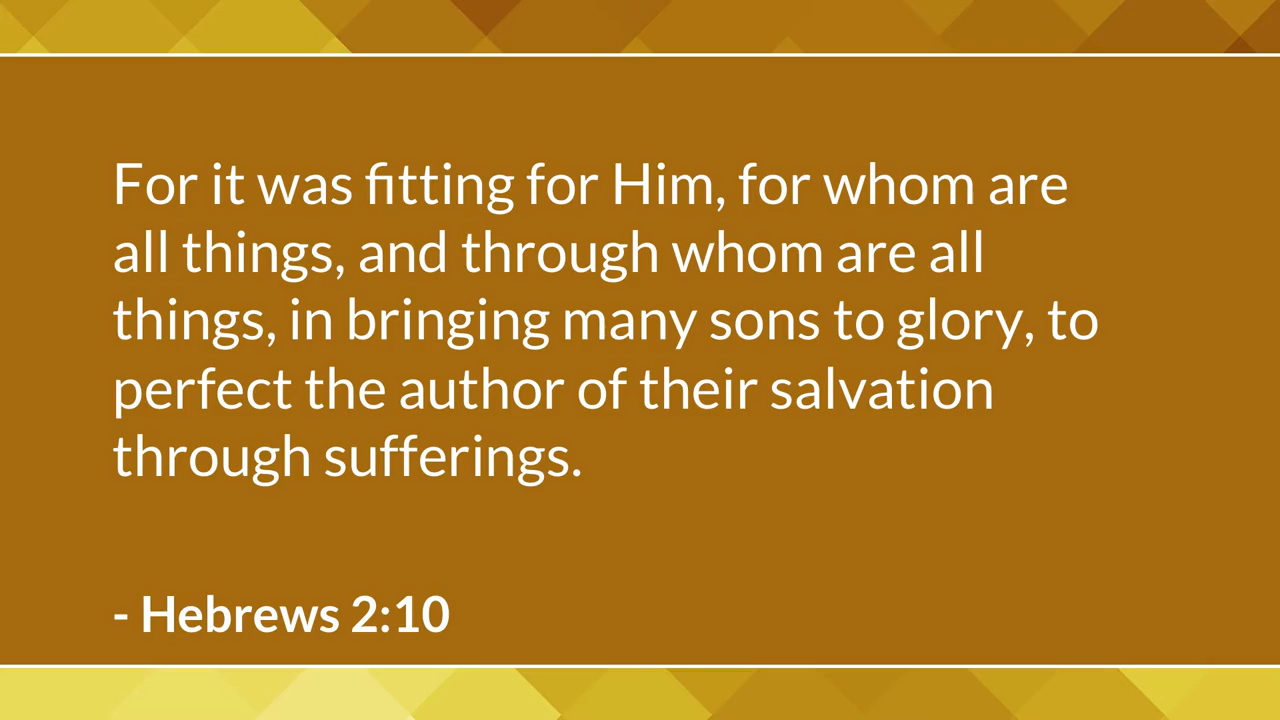 For it was fitting for Him, for whom are
all things, and through whom are all
things, in bringing many sons to glory, to
perfect the author of their salvation
through sufferings.
- Hebrews 2:10